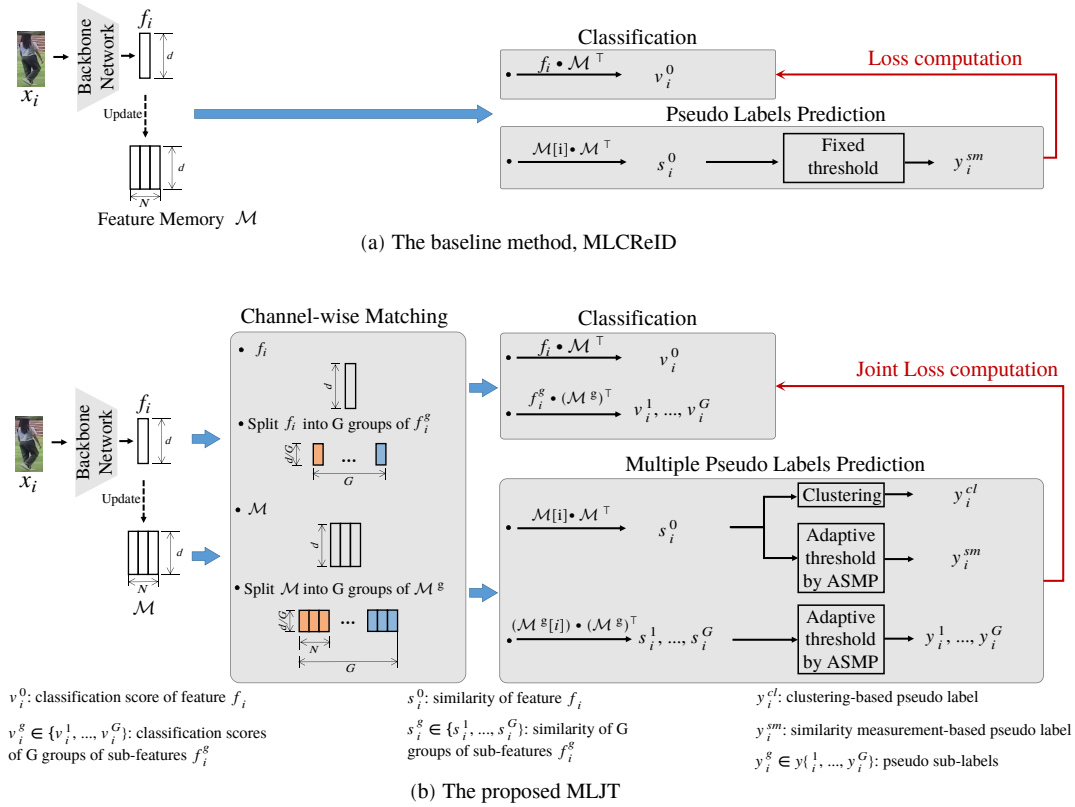 f_i
Backbone
Network
d
x_i
Update
d
N
Feature Memory ℳ
Classification
f_i • ℳ^⊤
v_i^0
Loss computation
Pseudo Labels Prediction
ℳ[i] • ℳ^⊤
s_i^0
Fixed
threshold
y_i^{sm}
(a) The baseline method, MLCReID
f_i
Backbone
Network
d
x_i
Update
d
N
ℳ
Channel-wise Matching
• f_i
d
• Split f_i into G groups of f_i^g
d/G
...
G
• ℳ
d
• Split ℳ into G groups of ℳ^g
d/G
...
N
G
Classification
• f_i • ℳ^⊤
v_i^0
• f_i^g • (ℳ^g)^⊤
v_i^1, ..., v_i^G
Joint Loss computation
Multiple Pseudo Labels Prediction
• ℳ[i] • ℳ^⊤
s_i^0
Clustering
y_i^{cl}
Adaptive
threshold
by ASMP
y_i^{sm}
• (ℳ^g[i]) • (ℳ^g)^⊤
s_i^1, ..., s_i^G
Adaptive
threshold
by ASMP
y_i^1, ..., y_i^G
v_i^0: classification score of feature f_i
v_i^g ∈ {v_i^1, ..., v_i^G}: classification scores
of G groups of sub-features f_i^g
s_i^0: similarity of feature f_i
s_i^g ∈ {s_i^1, ..., s_i^G}: similarity of G
groups of sub-features f_i^g
y_i^{cl}: clustering-based pseudo label
y_i^{sm}: similarity measurement-based pseudo label
y_i^g ∈ y{_i^1, ..., y_i^G}: pseudo sub-labels
(b) The proposed MLJT